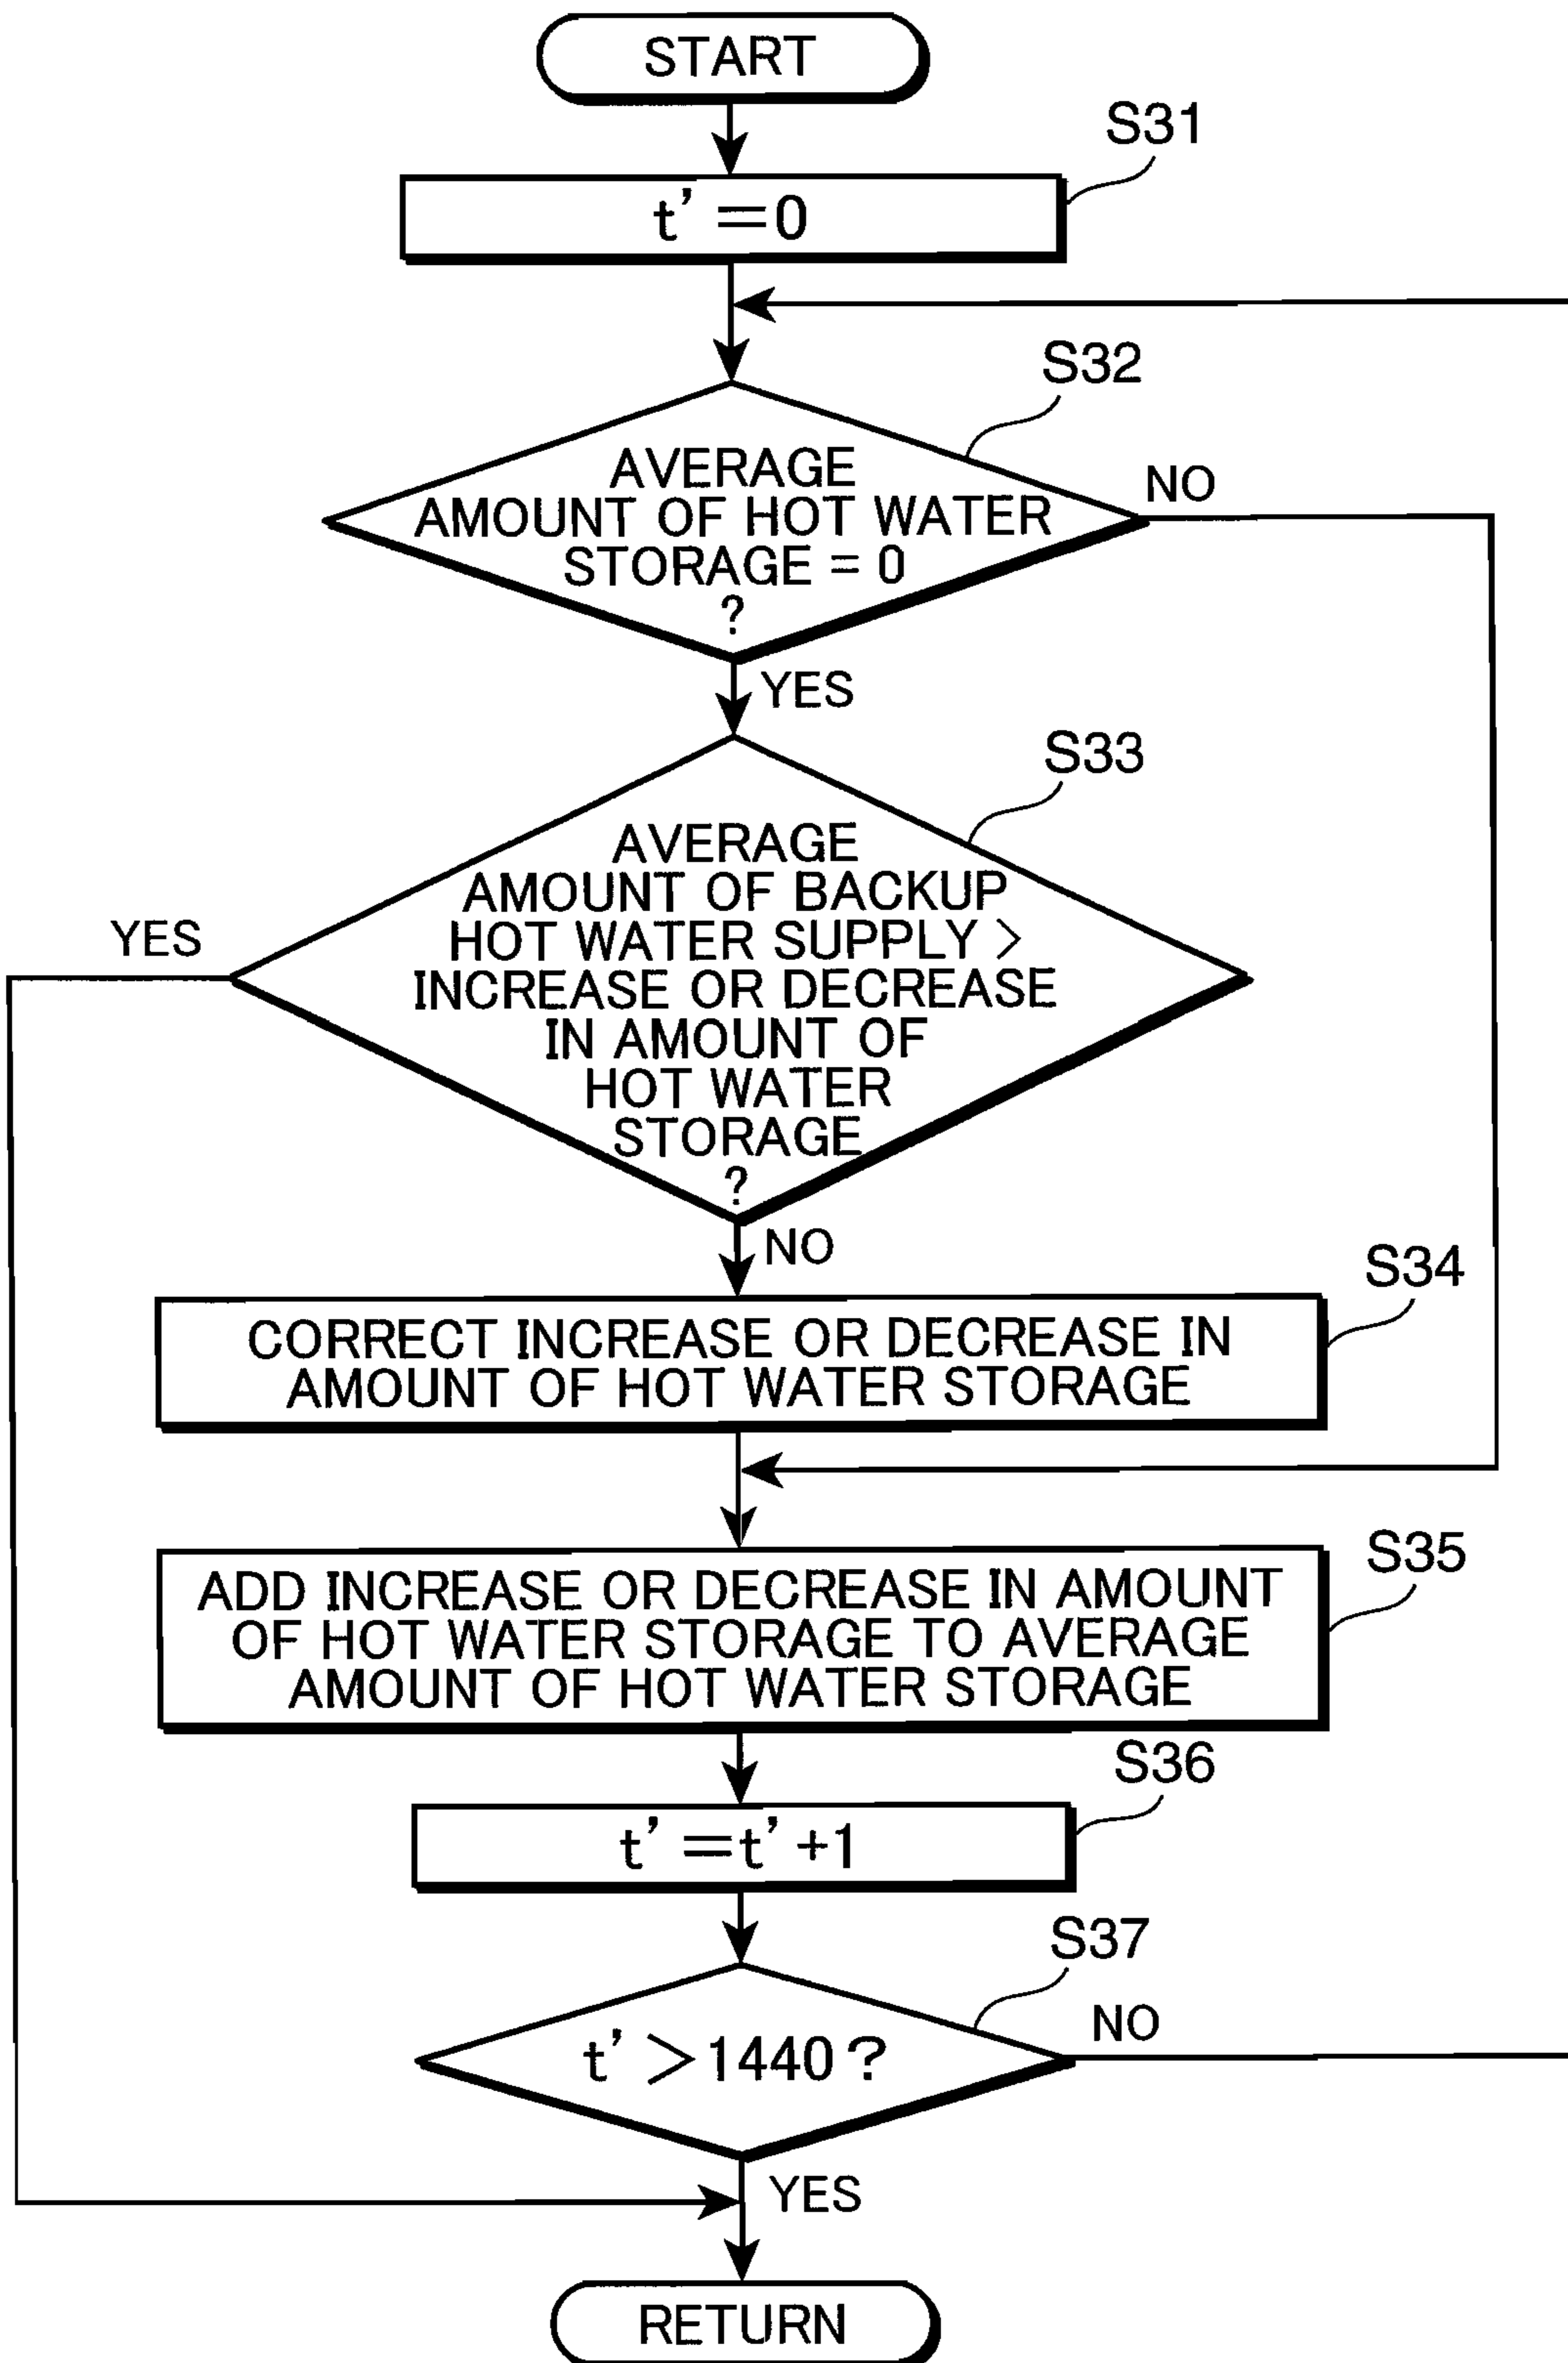 START
S31
t' =0
S32
AVERAGE
AMOUNT OF HOT WATER
STORAGE = 0
?
NO
YES
S33
AVERAGE
AMOUNT OF BACKUP
HOT WATER SUPPLY >
INCREASE OR DECREASE
IN AMOUNT OF
HOT WATER
STORAGE
?
YES
NO
S34
CORRECT INCREASE OR DECREASE IN
AMOUNT OF HOT WATER STORAGE
S35
ADD INCREASE OR DECREASE IN AMOUNT
OF HOT WATER STORAGE TO AVERAGE
AMOUNT OF HOT WATER STORAGE
S36
t' =t' +1
S37
t' >1440 ?
NO
YES
RETURN